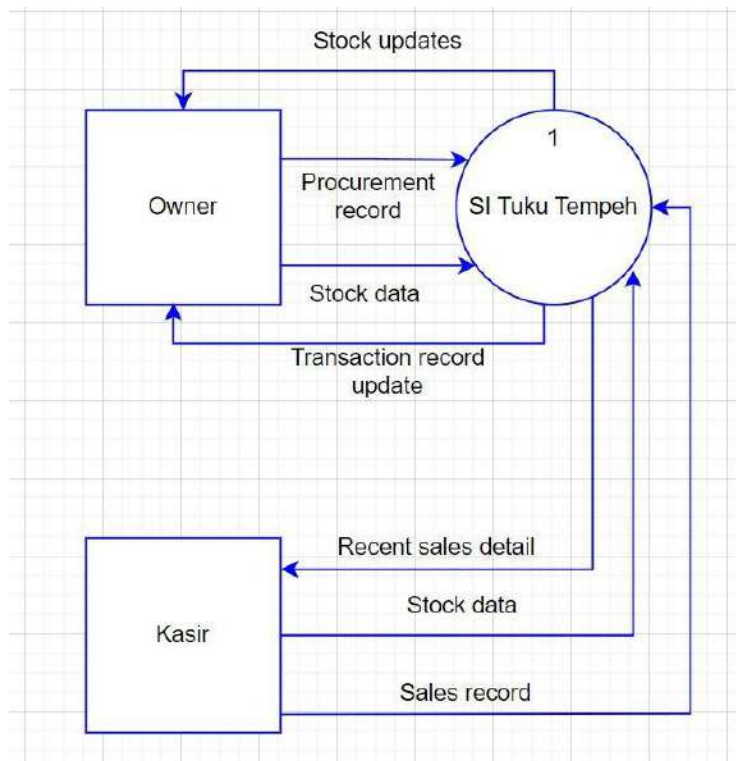 Stock updates
1
Owner
SI Tuku Tempeh
Procurement
record
Stock data
Transaction record
update
Recent sales detail
Stock data
Kasir
Sales record